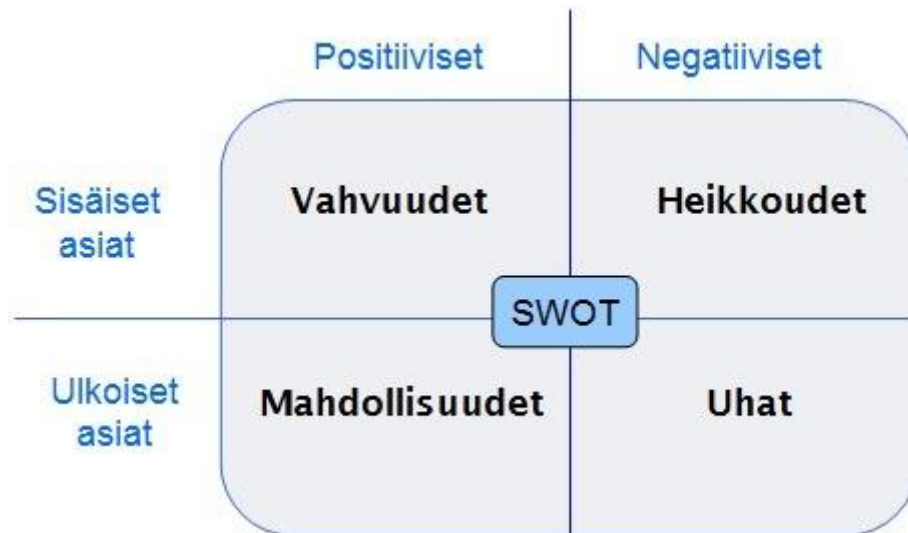 Positiiviset
Negatiiviset
Sisäiset
asiat
Vahvuudet
Heikkoudet
SWOT
Ulkoiset
asiat
Mahdollisuudet
Uhat